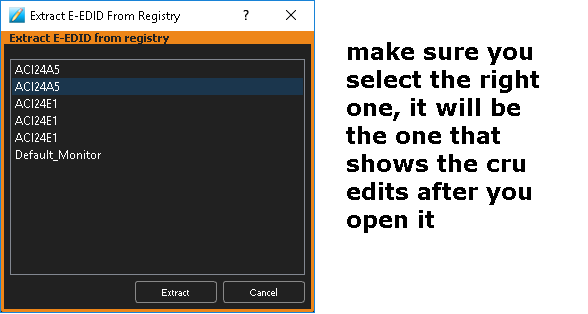 Extract E-EDID From Registry
Extract E-EDID from registry
ACI24A5
ACI24A5
ACI24E1
ACI24E1
ACI24E1
Default_Monitor
Extract
Cancel
make sure you
select the right
one, it will be
the one that
shows the cru
edits after you
open it